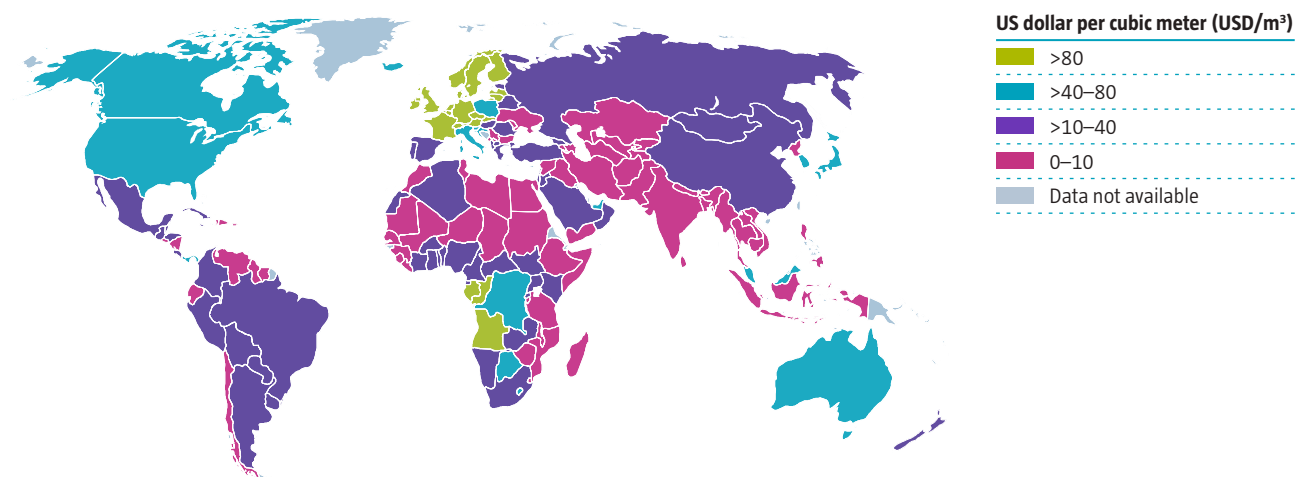 US dollar per cubic meter (USD/m³)
>80
>40–80
>10–40
0–10
Data not available